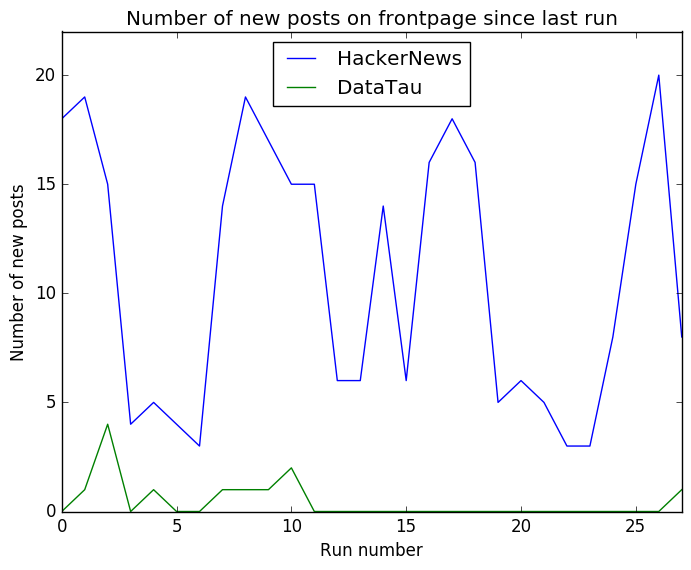 Number of new posts on frontpage since last run
HackerNews
DataTau
Number of new posts
20
15
10
5
0
0 5 10 15 20 25
Run number